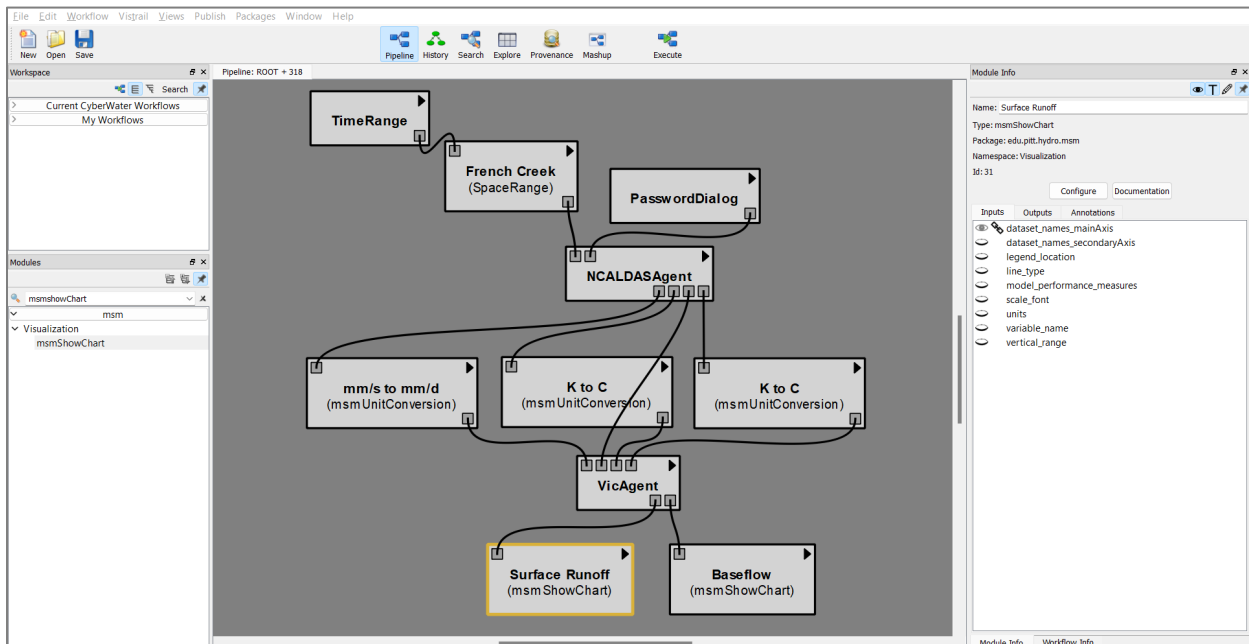 File Edit Workflow Vistrail Views Publish Packages Window Help
New Open Save Pipeline History Search Explore Provenance Mashup Execute
Workspace
Search
Current CyberWater Workflows
My Workflows
Modules
msmshowChart
msm
Visualization
msmShowChart
Pipeline: ROOT + 318
TimeRange
French Creek
(SpaceRange)
PasswordDialog
NCALDASAgent
mm/s to mm/d
(msmUnitConversion)
K to C
(msmUnitConversion)
K to C
(msmUnitConversion)
VicAgent
Surface Runoff
(msmShowChart)
Baseflow
(msmShowChart)
Module Info
Name: Surface Runoff
Type: msmShowChart
Package: edu.pitt.hydro.msm
Namespace: Visualization
Id: 31
Configure Documentation
Inputs Outputs Annotations
dataset_names_mainAxis
dataset_names_secondaryAxis
legend_location
line_type
model_performance_measures
scale_font
units
variable_name
vertical_range
Module Info Workflow Info